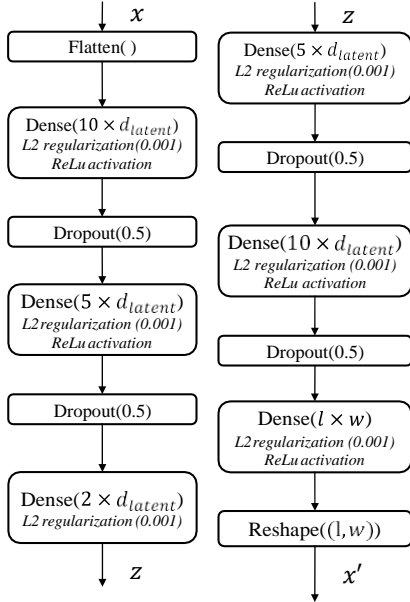 x
Flatten( )
Dense(10 × d_latent)
L2 regularization(0.001)
ReLu activation
Dropout(0.5)
Dense(5 × d_latent)
L2 regularization (0.001)
ReLu activation
Dropout(0.5)
Dense(2 × d_latent)
L2 regularization(0.001)
z
z
Dense(5 × d_latent)
L2 regularization(0.001)
ReLu activation
Dropout(0.5)
Dense(10 × d_latent)
L2 regularization (0.001)
ReLu activation
Dropout(0.5)
Dense(l × w)
L2 regularization (0.001)
ReLu activation
Reshape((l, w))
x′